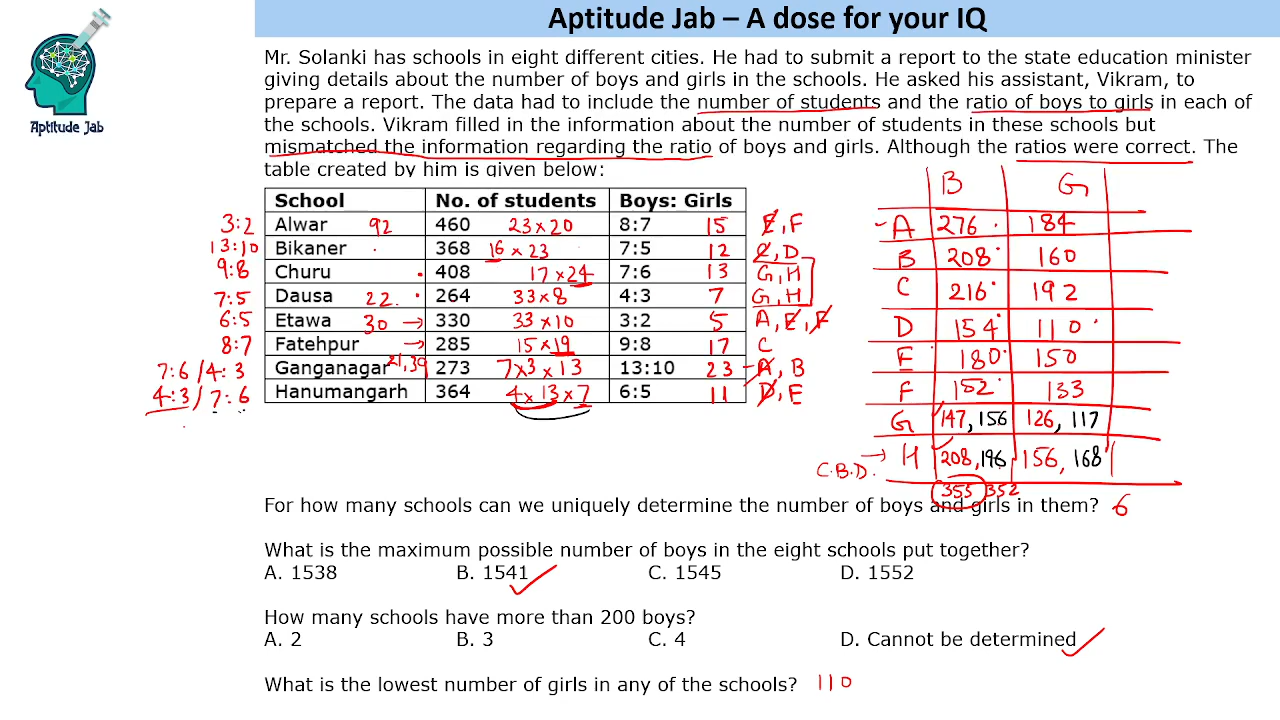 Aptitude Jab – A dose for your IQ
Aptitude Jab
Mr. Solanki has schools in eight different cities. He had to submit a report to the state education minister
giving details about the number of boys and girls in the schools. He asked his assistant, Vikram, to
prepare a report. The data had to include the number of students and the ratio of boys to girls in each of
the schools. Vikram filled in the information about the number of students in these schools but
mismatched the information regarding the ratio of boys and girls. Although the ratios were correct. The
table created by him is given below:
School No. of students Boys: Girls
3:2 Alwar 92 460 23×20 8:7 15 E, F
13:10 Bikaner 368 16×23 7:5 12 C, D
9:8 Churu 408 17×24 7:6 13 G, H
7:5 Dausa 22 264 33×8 4:3 7 G, H
6:5 Etawa 30 → 330 33×10 3:2 5 A, E, F
8:7 Fatehpur → 285 15×19 9:8 17 C
7:6/4:3 Ganganagar 21,39 273 7×3×13 13:10 23 A, B
4:3/7:6 Hanumangarh 364 4×13×7 6:5 11 D, E
B G
A 276 184
B 208 160
C 216 192
D 154 110
E 180 150
F 152 133
G 147, 156 126, 117
C.B.D. → H 208, 196 156, 168
355 352
For how many schools can we uniquely determine the number of boys and girls in them? 6
What is the maximum possible number of boys in the eight schools put together?
A. 1538 B. 1541 C. 1545 D. 1552
How many schools have more than 200 boys?
A. 2 B. 3 C. 4 D. Cannot be determined
What is the lowest number of girls in any of the schools? 110